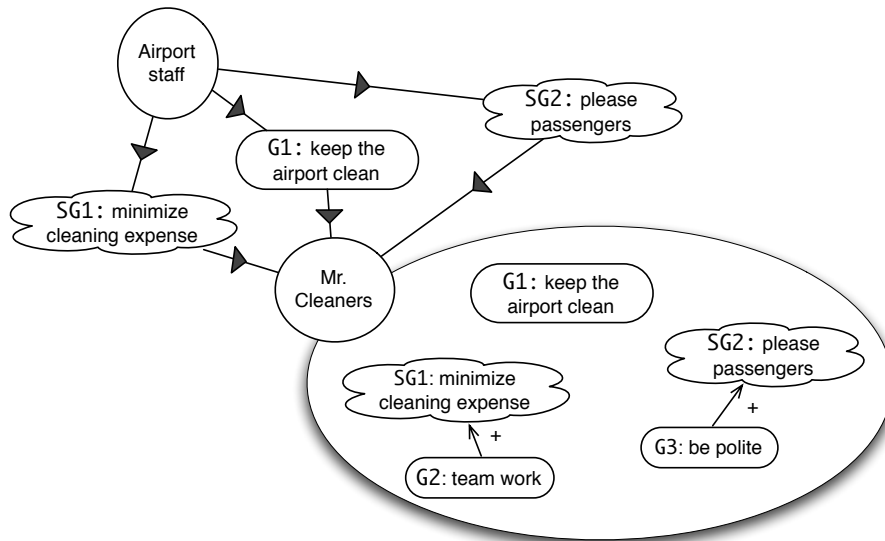 Airport
staff
SG2: please
passengers
G1: keep the
airport clean
SG1: minimize
cleaning expense
Mr.
Cleaners
G1: keep the
airport clean
SG2: please
passengers
SG1: minimize
cleaning expense
+
+
G3: be polite
G2: team work